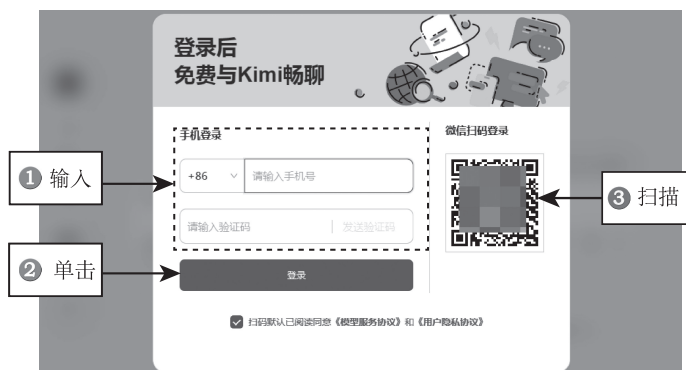 登录后
免费与Kimi畅聊
手机登录
+86 请输入手机号
请输入验证码 发送验证码
登录
扫码默认已阅读同意《模型服务协议》和《用户隐私协议》
微信扫码登录
❶ 输入
❷ 单击
❸ 扫描